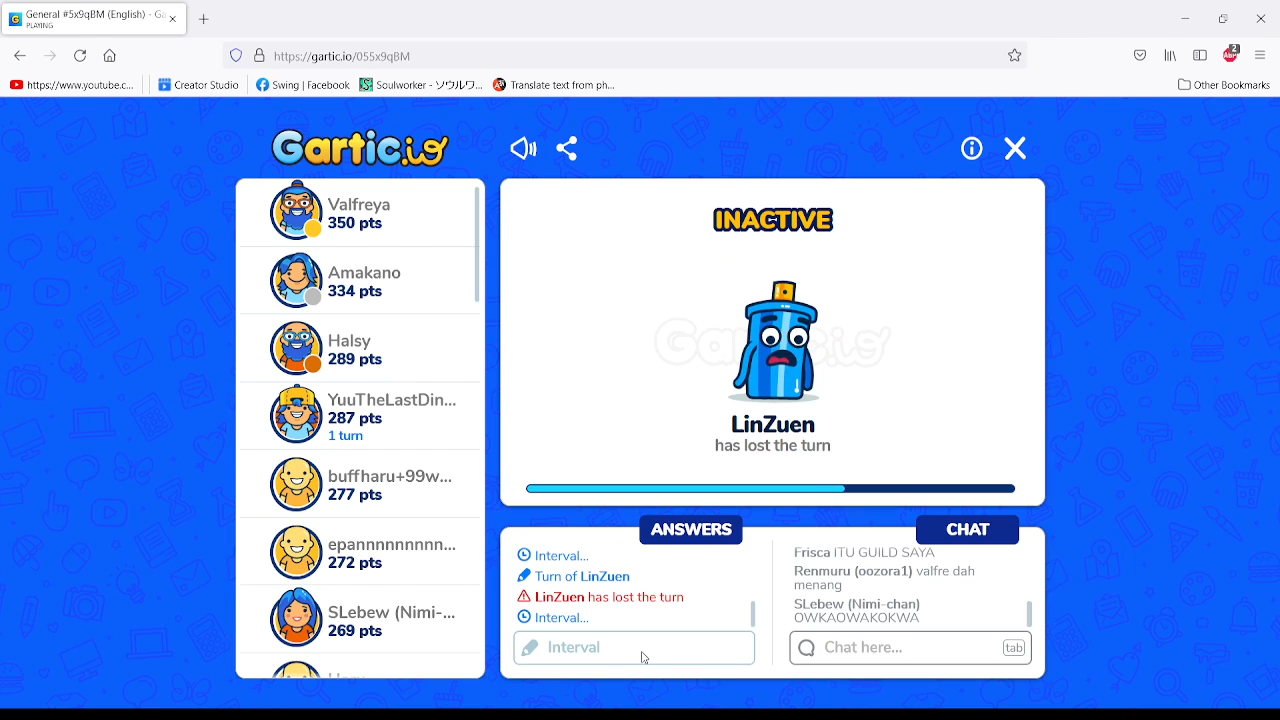 General #5x9qBM (English) - Ga
PLAYING
https://gartic.io/055x9qBM
2
https://www.youtube.c...
Creator Studio
Swing | Facebook
Soulworker - ソウルワ...
Translate text from ph...
Other Bookmarks
Gartic.io
Valfreya
350 pts
Amakano
334 pts
Halsy
289 pts
YuuTheLastDin...
287 pts
1 turn
buffharu+99w...
277 pts
epannnnnnnnn...
272 pts
SLebew (Nimi-...
269 pts
INACTIVE
LinZuen
has lost the turn
ANSWERS
Interval...
Turn of LinZuen
LinZuen has lost the turn
Interval...
Interval
CHAT
Frisca ITU GUILD SAYA
Renmuru (oozora1) valfre dah
menang
SLebew (Nimi-chan)
OWKAOWAKOKWA
Chat here...
tab